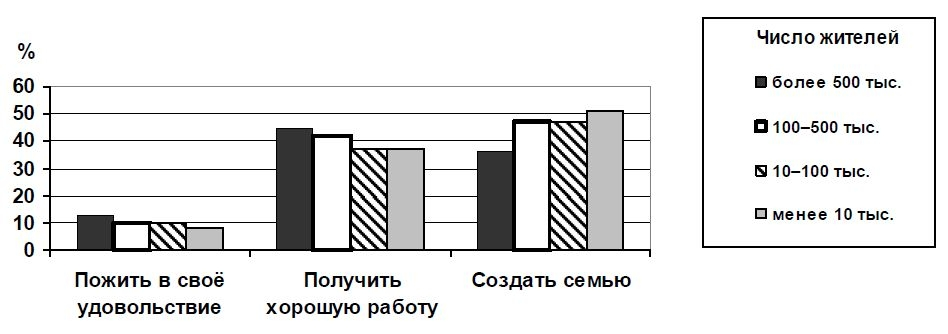 %
60
50
40
30
20
10
0
Пожить в своё
удовольствие
Получить
хорошую работу
Создать семью
Число жителей
более 500 тыс.
100–500 тыс.
10–100 тыс.
менее 10 тыс.